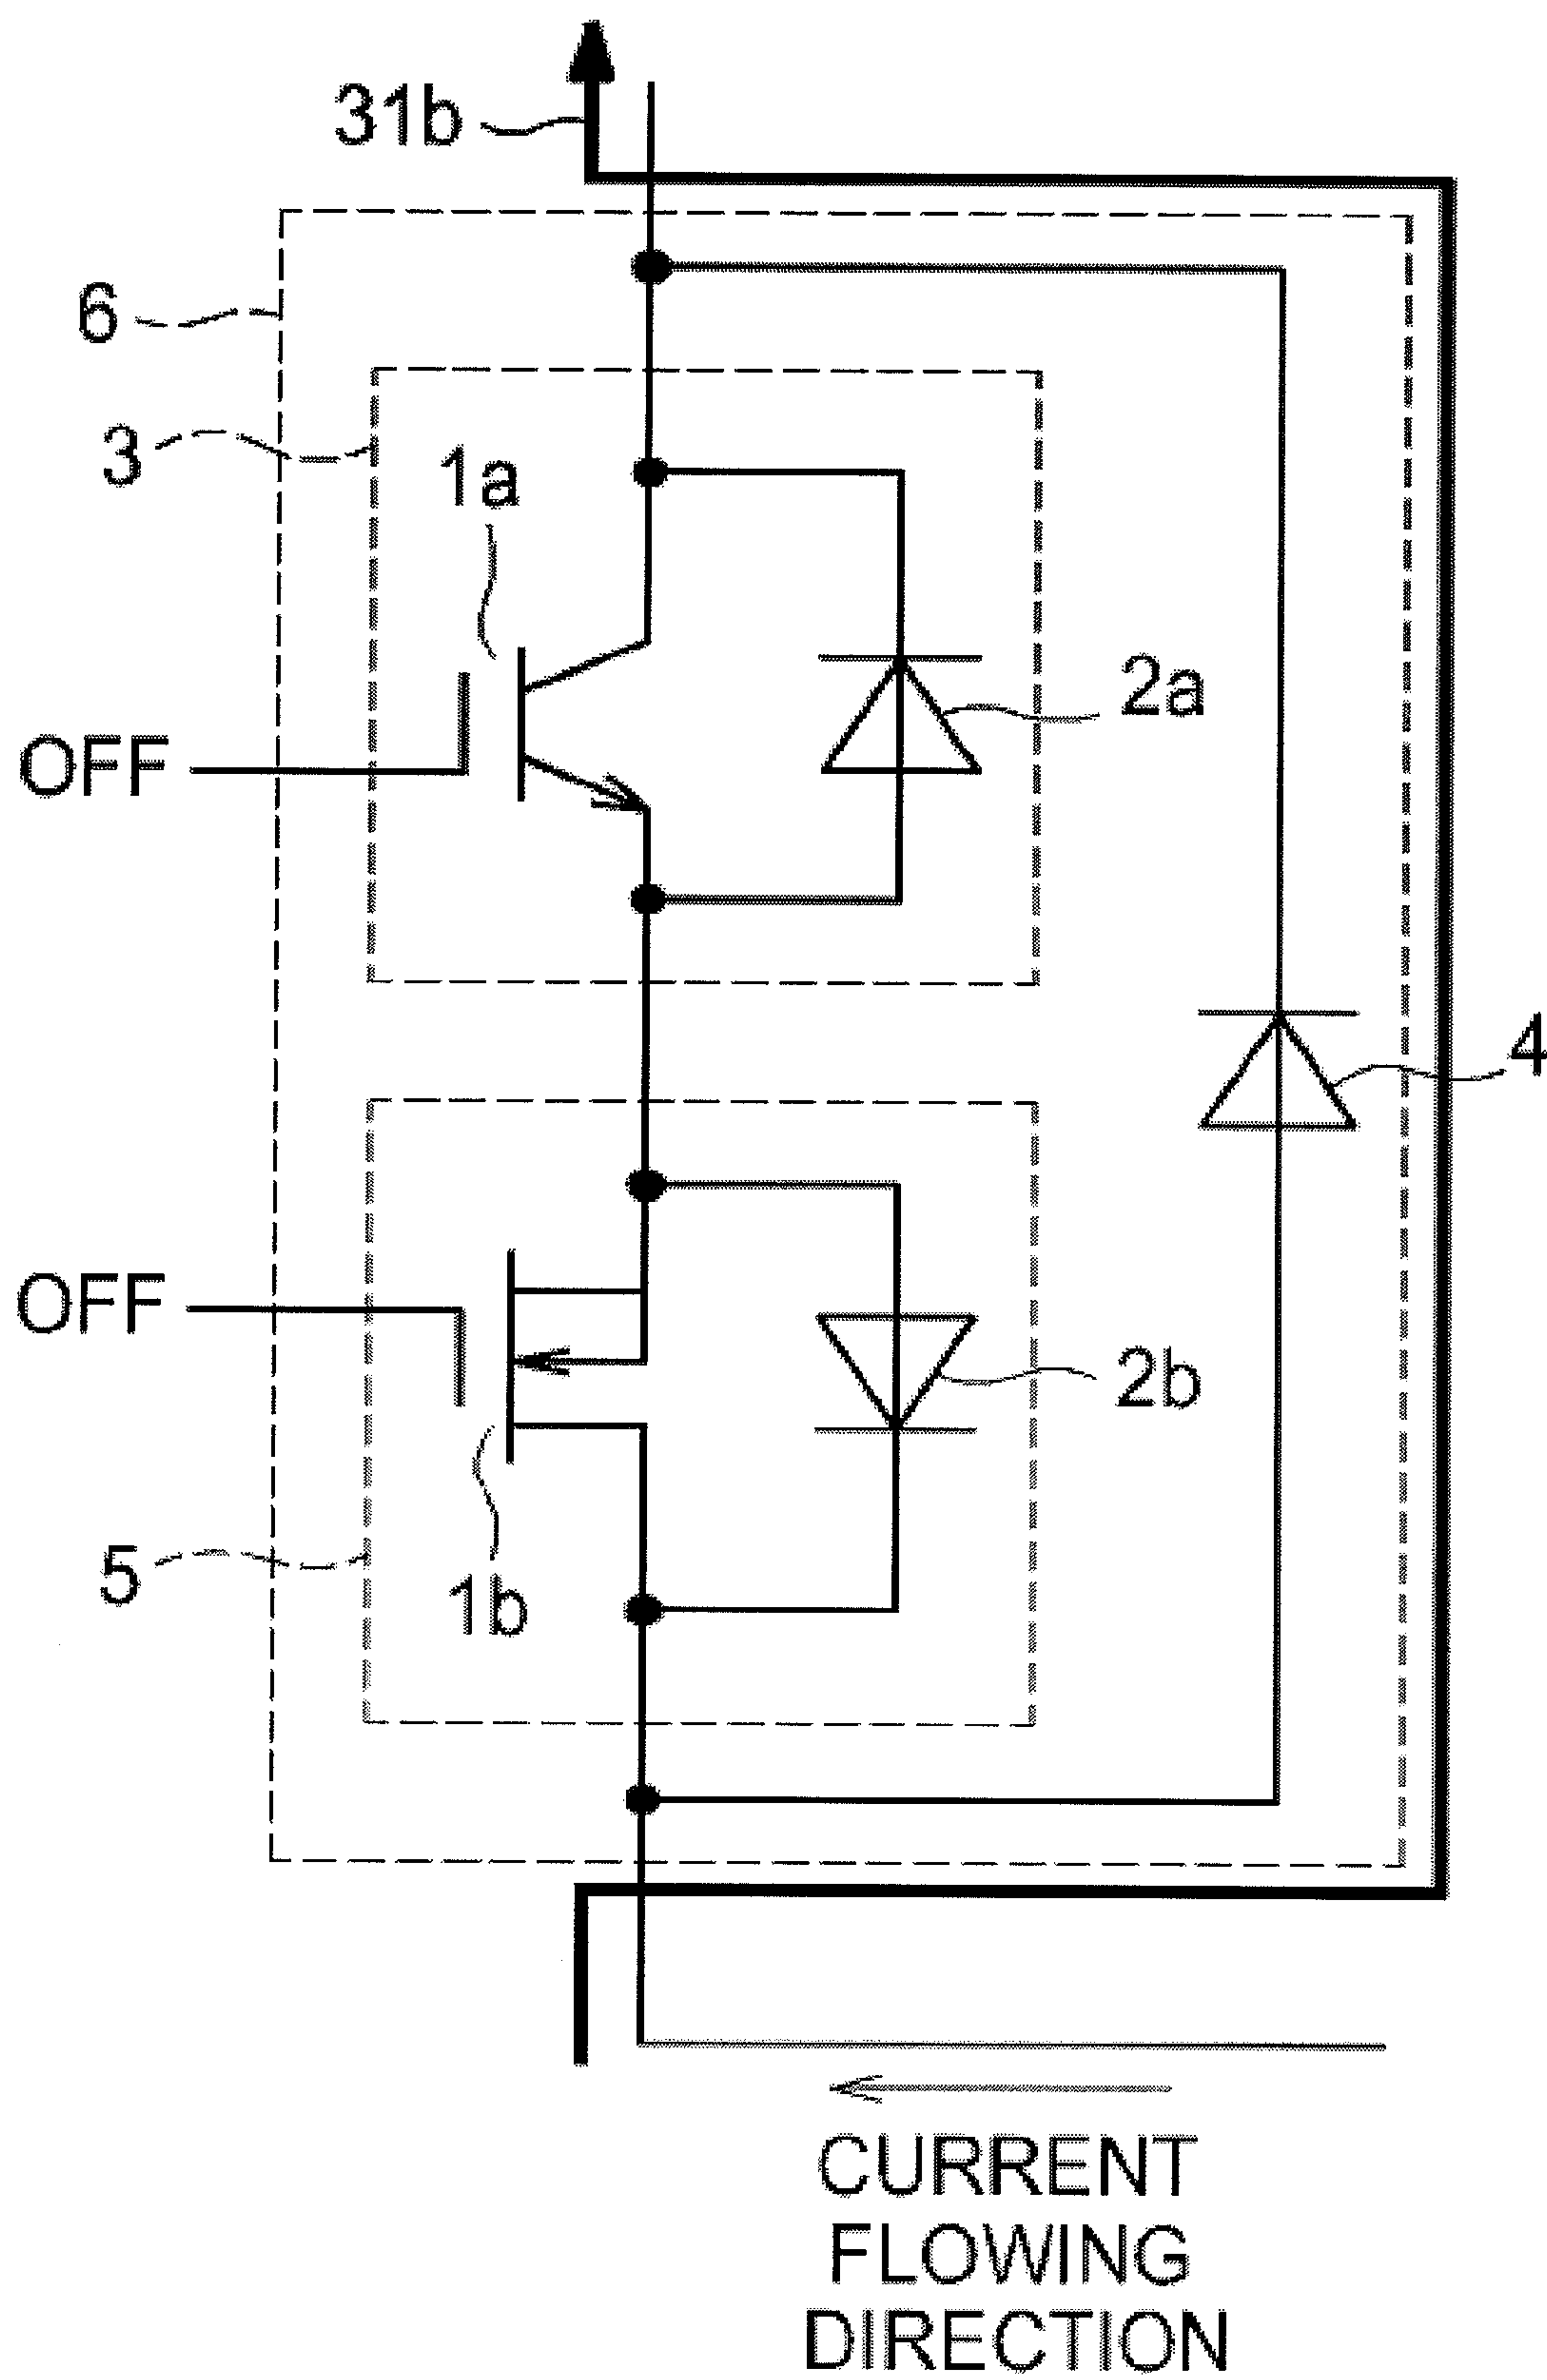 31b
6
3
1a
2a
OFF
4
OFF
2b
5
1b
CURRENT
FLOWING
DIRECTION